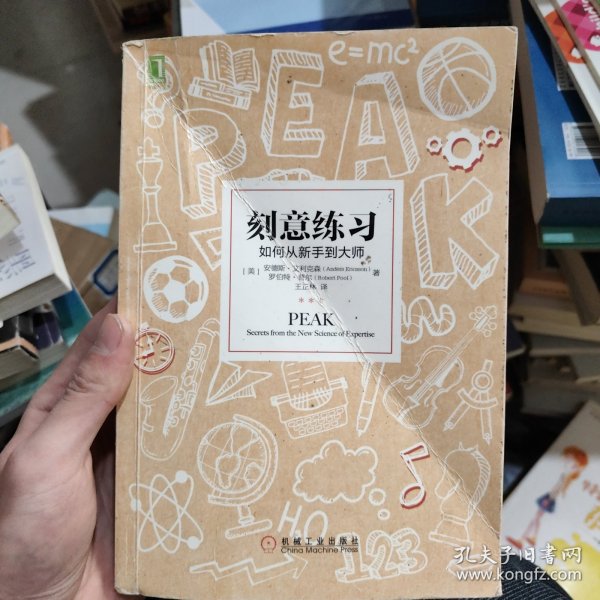 e=mc²
PEAK
刻意练习
如何从新手到大师
[美] 安德斯·艾利克森 (Anders Ericsson)
罗伯特·普尔 (Robert Pool) 著
王正林 译
***
PEAK
Secrets from the New Science of Expertise
H₂O
123
机械工业出版社
China Machine Press
孔夫子旧书网
www.kongfz.com